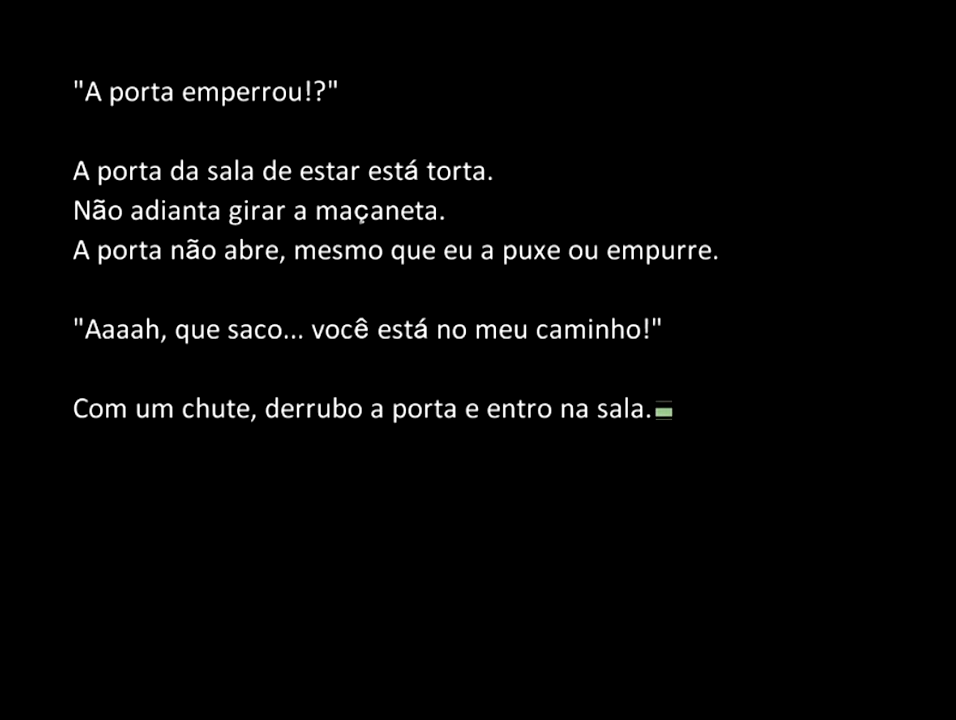 "A porta emperrou!?"
A porta da sala de estar está torta.
Não adianta girar a maçaneta.
A porta não abre, mesmo que eu a puxe ou empurre.
"Aaaah, que saco... você está no meu caminho!"
Com um chute, derrubo a porta e entro na sala.